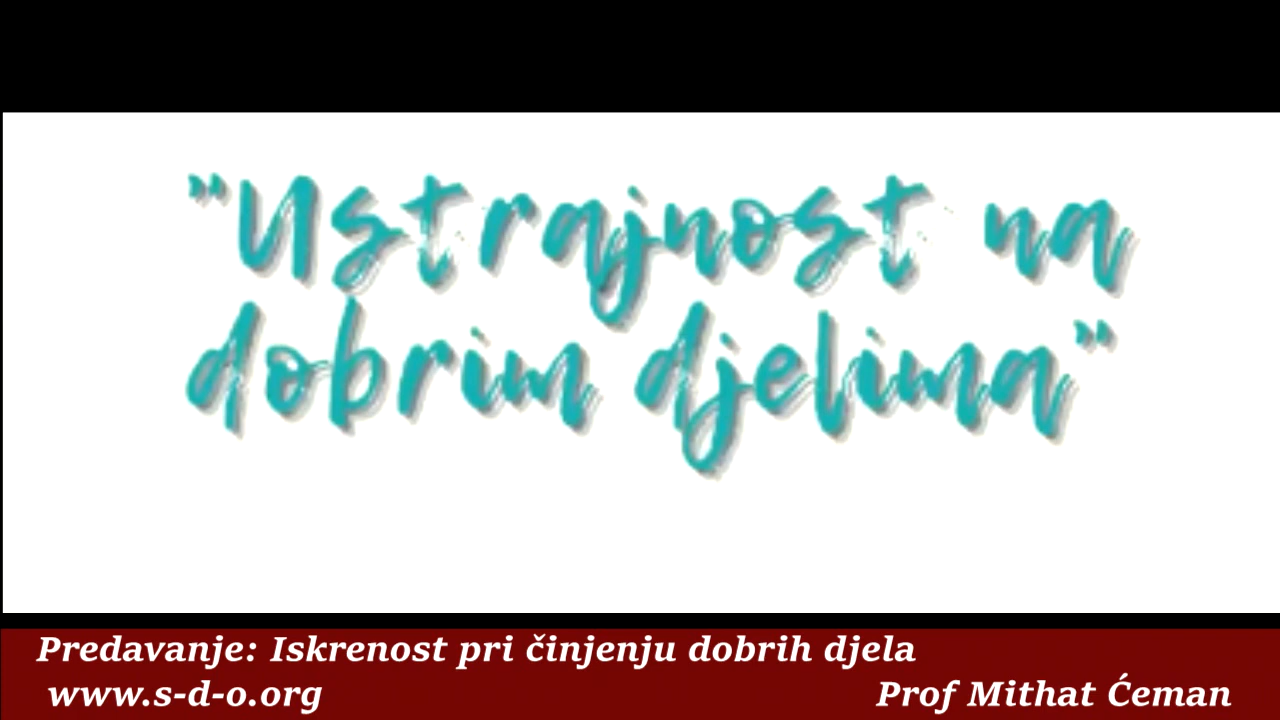 "Ustrajnost na
dobrim djelima"
Predavanje: Iskrenost pri činjenju dobrih djela
www.s-d-o.org
Prof Mithat Ćeman